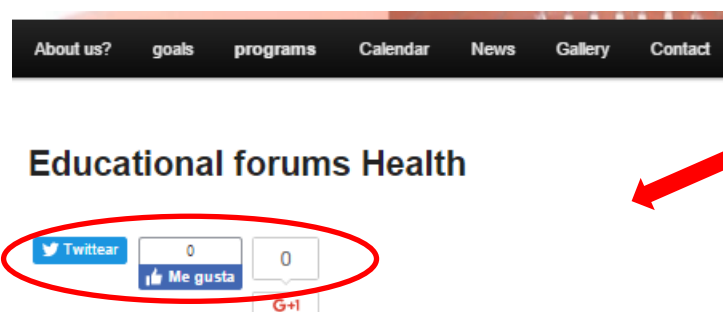 About us? goals programs Calendar News Gallery Contact
Educational forums Health
Twittear 0 0
Me gusta
G+1